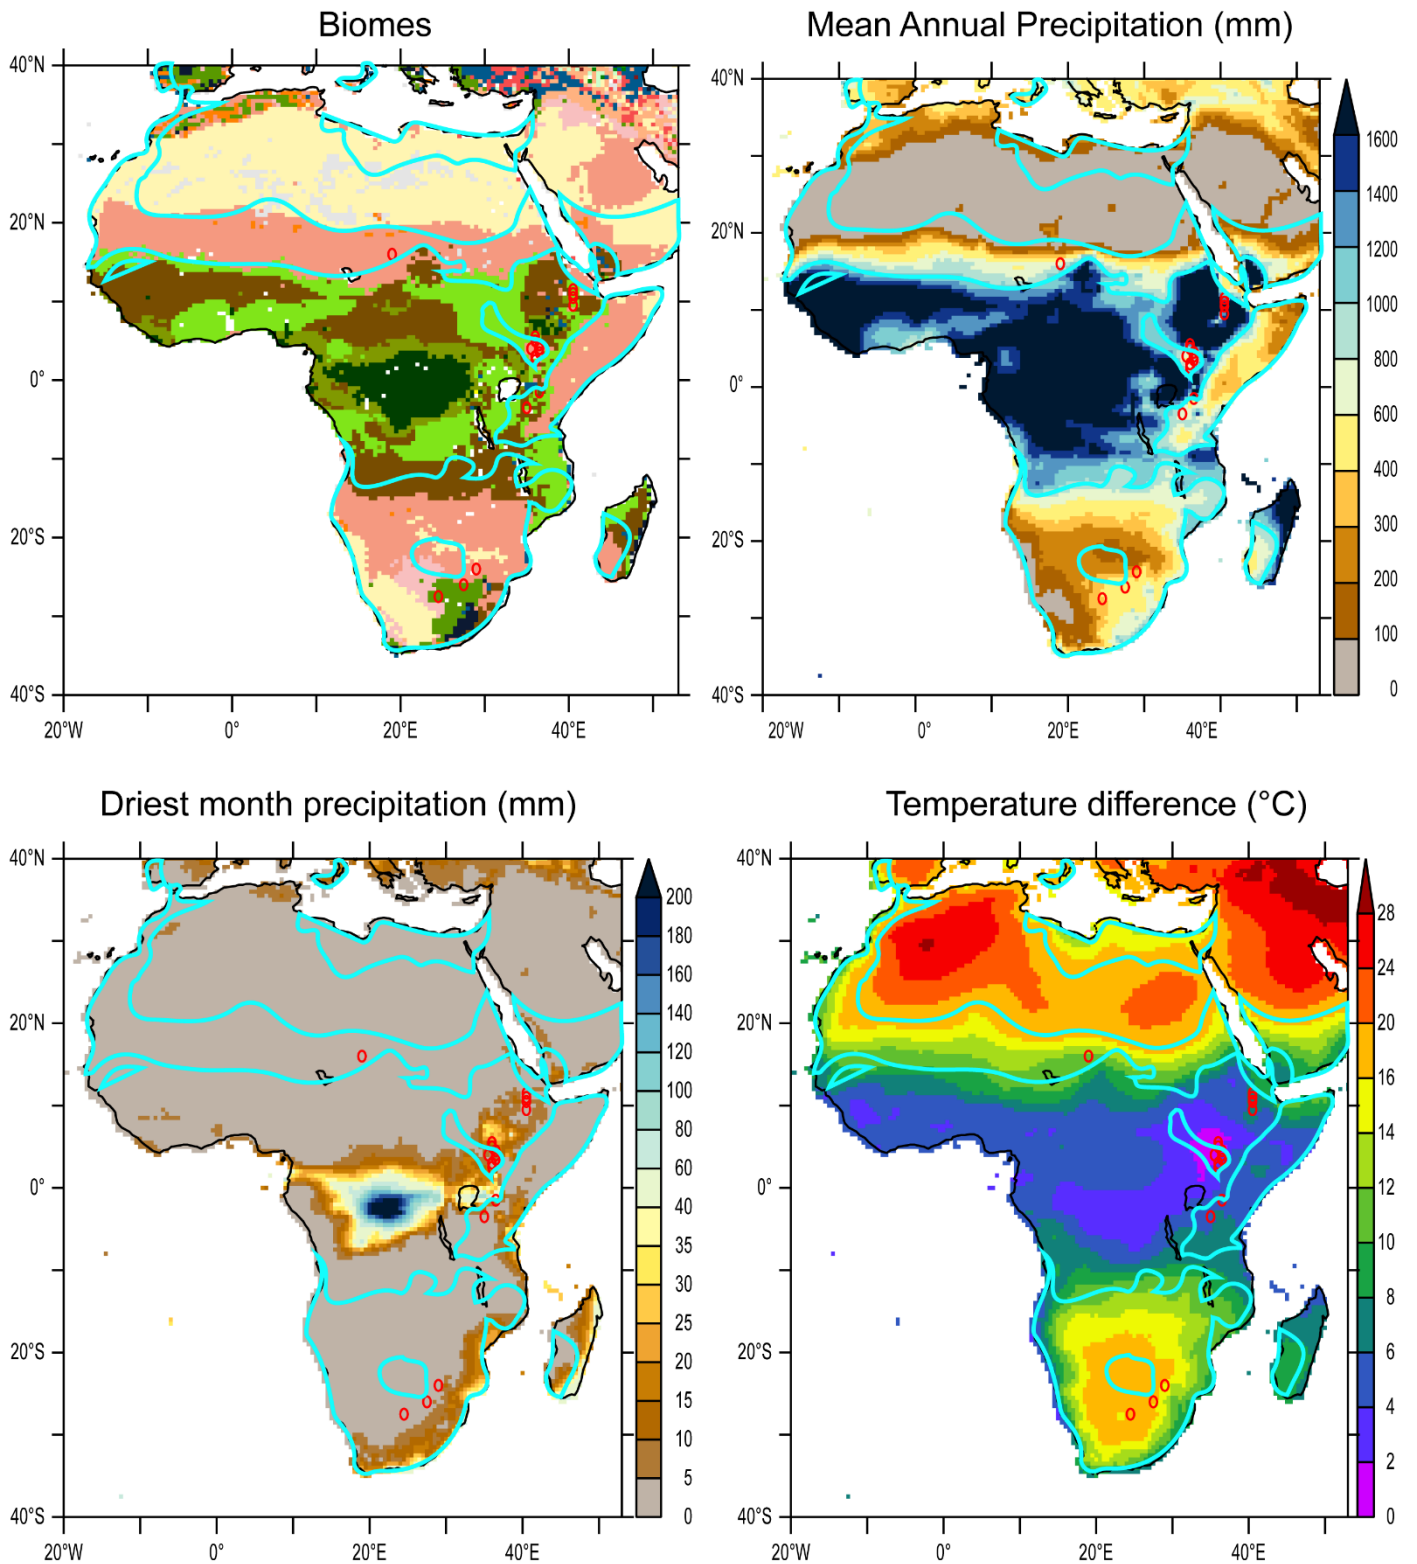 Biomes
40°N
20°N
0°
20°S
40°S
20°W
0°
20°E
40°E
Mean Annual Precipitation (mm)
40°N
20°N
0°
20°S
40°S
20°W
0°
20°E
40°E
1600
1400
1200
1000
800
600
400
300
200
100
0
Driest month precipitation (mm)
40°N
20°N
0°
20°S
40°S
20°W
0°
20°E
40°E
200
180
160
140
120
100
80
60
40
35
30
25
20
15
10
5
0
Temperature difference (°C)
40°N
20°N
0°
20°S
40°S
20°W
0°
20°E
40°E
28
24
20
16
14
12
10
8
6
4
2
0